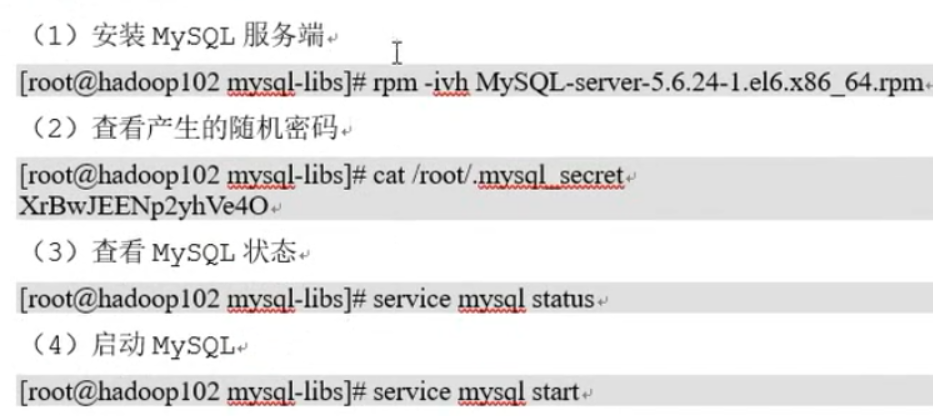 （1）安装 MySQL 服务端
[root@hadoop102 mysql-libs]# rpm -ivh MySQL-server-5.6.24-1.el6.x86_64.rpm
（2）查看产生的随机密码
[root@hadoop102 mysql-libs]# cat /root/.mysql_secret
XrBwJEENp2yhVe4O
（3）查看 MySQL 状态
[root@hadoop102 mysql-libs]# service mysql status
（4）启动 MySQL
[root@hadoop102 mysql-libs]# service mysql start